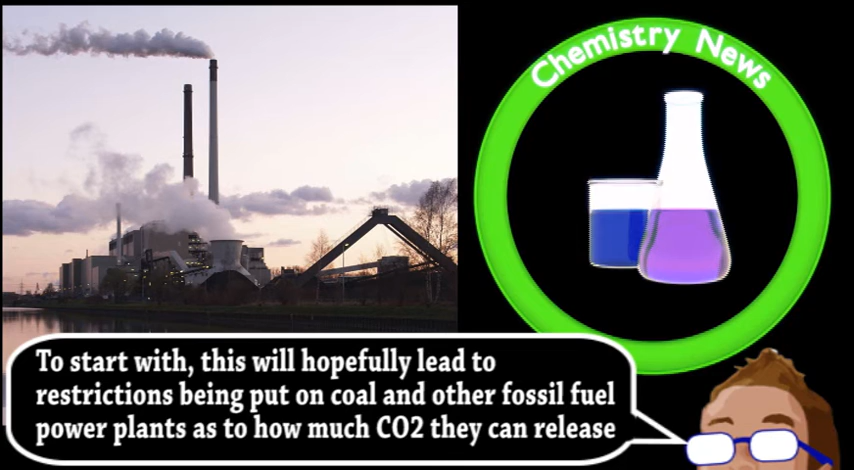 Chemistry News
To start with, this will hopefully lead to
restrictions being put on coal and other fossil fuel
power plants as to how much CO2 they can release